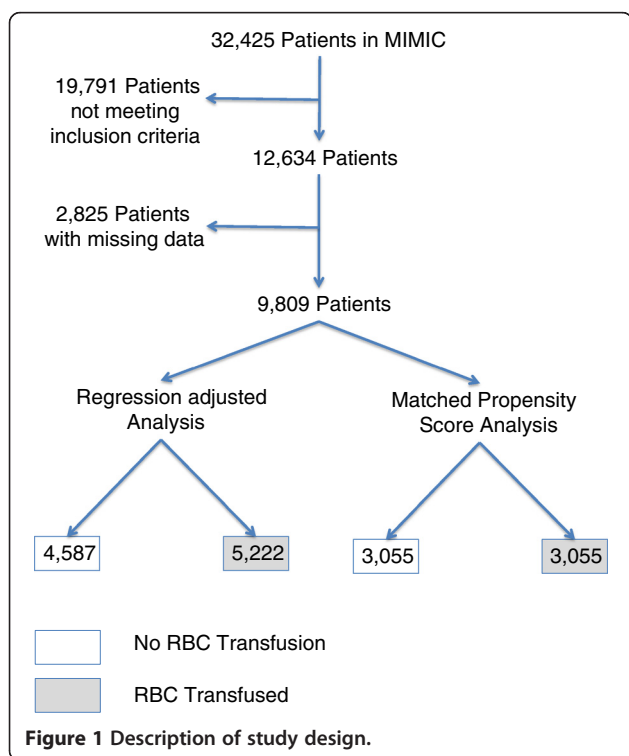 32,425 Patients in MIMIC
19,791 Patients
not meeting
inclusion criteria
12,634 Patients
2,825 Patients
with missing data
9,809 Patients
Regression adjusted
Analysis
Matched Propensity
Score Analysis
4,587
5,222
3,055
3,055
No RBC Transfusion
RBC Transfused
Figure 1 Description of study design.